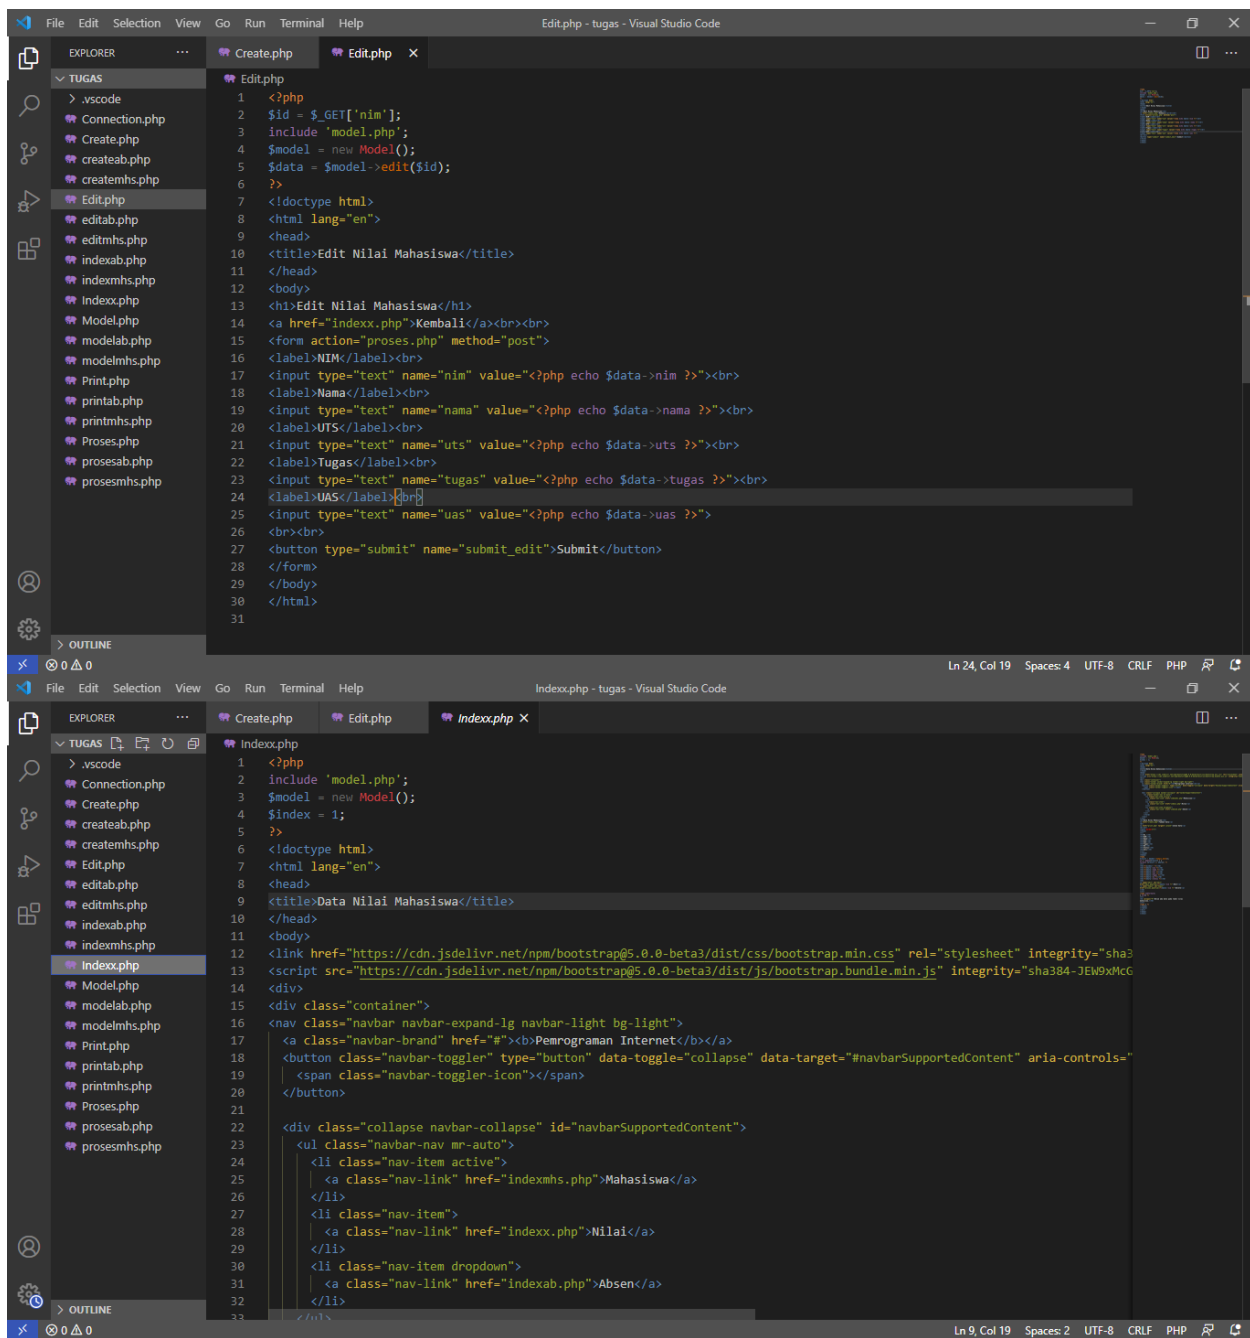 File Edit Selection View Go Run Terminal Help Edit.php - tugas - Visual Studio Code
EXPLORER ··· Create.php Edit.php
TUGAS
Edit.php
.vscode
Connection.php
Create.php
createab.php
createmhs.php
Edit.php
editab.php
editmhs.php
indexab.php
indexmhs.php
Indexx.php
Model.php
modelab.php
modelmhs.php
Print.php
printab.php
printmhs.php
Proses.php
prosesab.php
prosesmhs.php
OUTLINE
1 <?php
2 $id = $_GET['nim'];
3 include 'model.php';
4 $model = new Model();
5 $data = $model->edit($id);
6 ?>
7 <!doctype html>
8 <html lang="en">
9 <head>
10 <title>Edit Nilai Mahasiswa</title>
11 </head>
12 <body>
13 <h1>Edit Nilai Mahasiswa</h1>
14 <a href="indexx.php">Kembali</a><br><br>
15 <form action="proses.php" method="post">
16 <label>NIM</label><br>
17 <input type="text" name="nim" value="<?php echo $data->nim ?>"><br>
18 <label>Nama</label><br>
19 <input type="text" name="nama" value="<?php echo $data->nama ?>"><br>
20 <label>UTS</label><br>
21 <input type="text" name="uts" value="<?php echo $data->uts ?>"><br>
22 <label>Tugas</label><br>
23 <input type="text" name="tugas" value="<?php echo $data->tugas ?>"><br>
24 <label>UAS</label><br>
25 <input type="text" name="uas" value="<?php echo $data->uas ?>">
26 <br><br>
27 <button type="submit" name="submit_edit">Submit</button>
28 </form>
29 </body>
30 </html>
31
0 0 Ln 24, Col 19 Spaces: 4 UTF-8 CRLF PHP
File Edit Selection View Go Run Terminal Help Indexx.php - tugas - Visual Studio Code
EXPLORER ··· Create.php Edit.php Indexx.php
TUGAS
Indexx.php
.vscode
Connection.php
Create.php
createab.php
createmhs.php
Edit.php
editab.php
editmhs.php
indexab.php
indexmhs.php
Indexx.php
Model.php
modelab.php
modelmhs.php
Print.php
printab.php
printmhs.php
Proses.php
prosesab.php
prosesmhs.php
OUTLINE
1 <?php
2 include 'model.php';
3 $model = new Model();
4 $index = 1;
5 ?>
6 <!doctype html>
7 <html lang="en">
8 <head>
9 <title>Data Nilai Mahasiswa</title>
10 </head>
11 <body>
12 <link href="https://cdn.jsdelivr.net/npm/bootstrap@5.0.0-beta3/dist/css/bootstrap.min.css" rel="stylesheet" integrity="sha3
13 <script src="https://cdn.jsdelivr.net/npm/bootstrap@5.0.0-beta3/dist/js/bootstrap.bundle.min.js" integrity="sha384-JEW9xMcG
14 <div>
15 <div class="container">
16 <nav class="navbar navbar-expand-lg navbar-light bg-light">
17 <a class="navbar-brand" href="#"><b>Pemrograman Internet</b></a>
18 <button class="navbar-toggler" type="button" data-toggle="collapse" data-target="#navbarSupportedContent" aria-controls="
19 <span class="navbar-toggler-icon"></span>
20 </button>
21
22 <div class="collapse navbar-collapse" id="navbarSupportedContent">
23 <ul class="navbar-nav mr-auto">
24 <li class="nav-item active">
25 <a class="nav-link" href="indexmhs.php">Mahasiswa</a>
26 </li>
27 <li class="nav-item">
28 <a class="nav-link" href="indexx.php">Nilai</a>
29 </li>
30 <li class="nav-item dropdown">
31 <a class="nav-link" href="indexab.php">Absen</a>
32 </li>
33 </ul>
0 0 Ln 9, Col 19 Spaces: 2 UTF-8 CRLF PHP